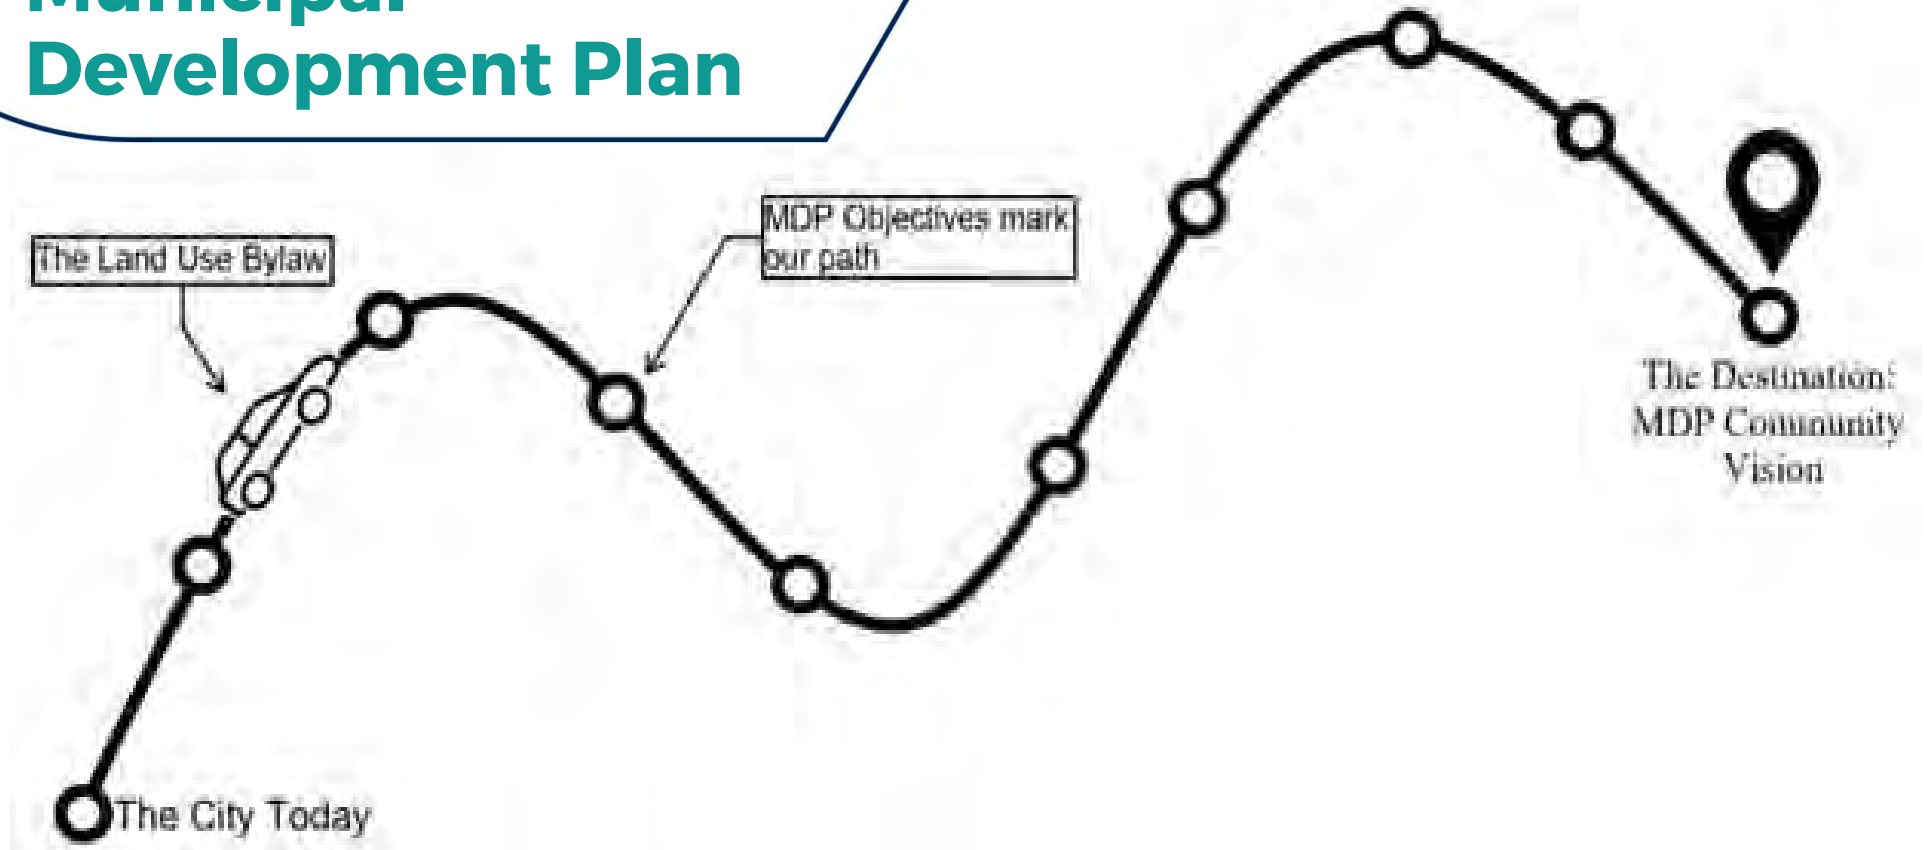 Municipal
Development Plan
The Land Use Bylaw
MDP Objectives mark
our path
The Destination:
MDP Community
Vision
The City Today